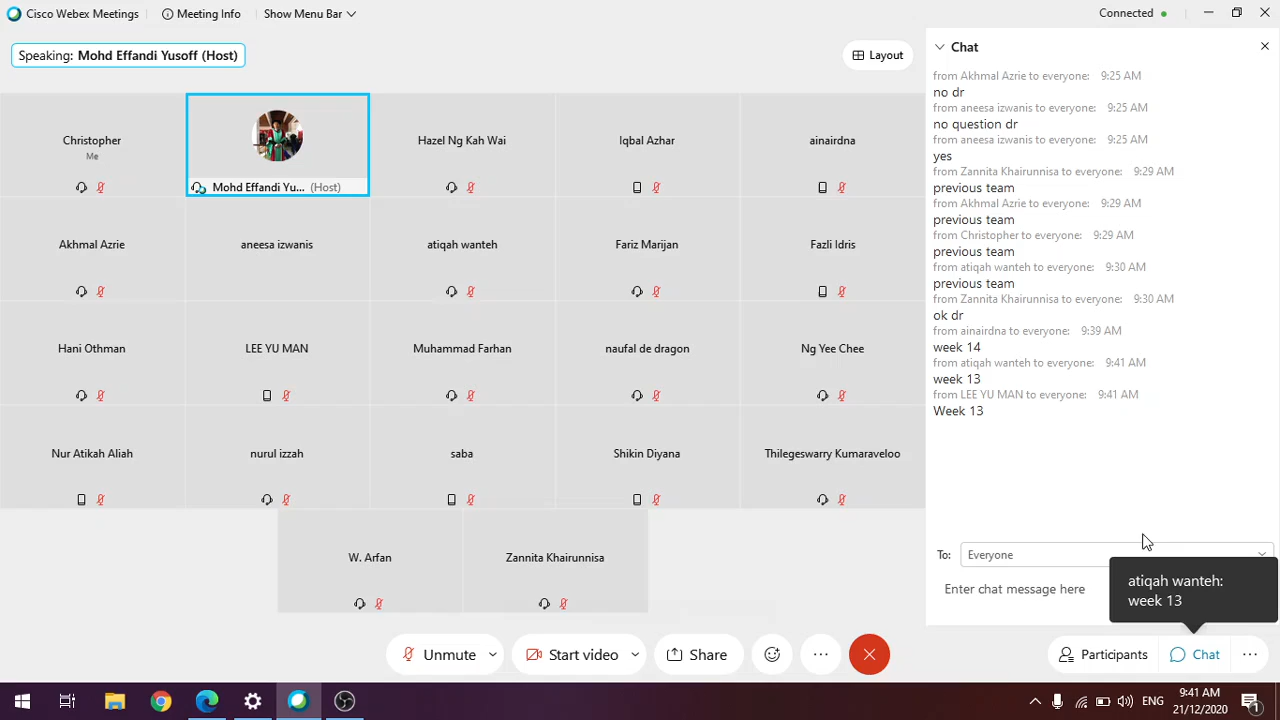 Cisco Webex Meetings
Meeting Info
Show Menu Bar
Connected
Speaking: Mohd Effandi Yusoff (Host)
Layout
Christopher
Me
Mohd Effandi Yu... (Host)
Hazel Ng Kah Wai
Iqbal Azhar
ainairdna
Akhmal Azrie
aneesa izwanis
atiqah wanteh
Fariz Marijan
Fazli Idris
Hani Othman
LEE YU MAN
Muhammad Farhan
naufal de dragon
Ng Yee Chee
Nur Atikah Aliah
nurul izzah
saba
Shikin Diyana
Thilegeswarry Kumaraveloo
W. Arfan
Zannita Khairunnisa
Chat
from Akhmal Azrie to everyone: 9:25 AM
no dr
from aneesa izwanis to everyone: 9:25 AM
no question dr
from aneesa izwanis to everyone: 9:25 AM
yes
from Zannita Khairunnisa to everyone: 9:29 AM
previous team
from Akhmal Azrie to everyone: 9:29 AM
previous team
from Christopher to everyone: 9:29 AM
previous team
from atiqah wanteh to everyone: 9:30 AM
previous team
from Zannita Khairunnisa to everyone: 9:30 AM
ok dr
from ainairdna to everyone: 9:39 AM
week 14
from atiqah wanteh to everyone: 9:41 AM
week 13
from LEE YU MAN to everyone: 9:41 AM
Week 13
To: Everyone
Enter chat message here
atiqah wanteh:
week 13
Unmute
Start video
Share
Participants
Chat
ENG
9:41 AM
21/12/2020
1